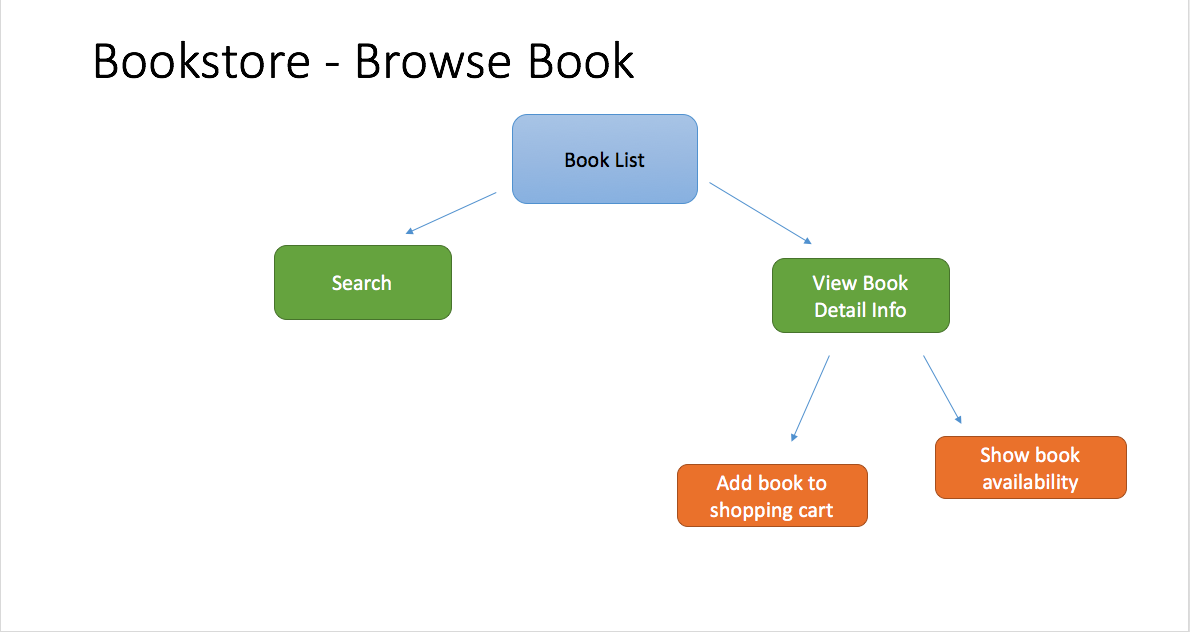 Bookstore - Browse Book
Book List
Search
View Book
Detail Info
Add book to
shopping cart
Show book
availability